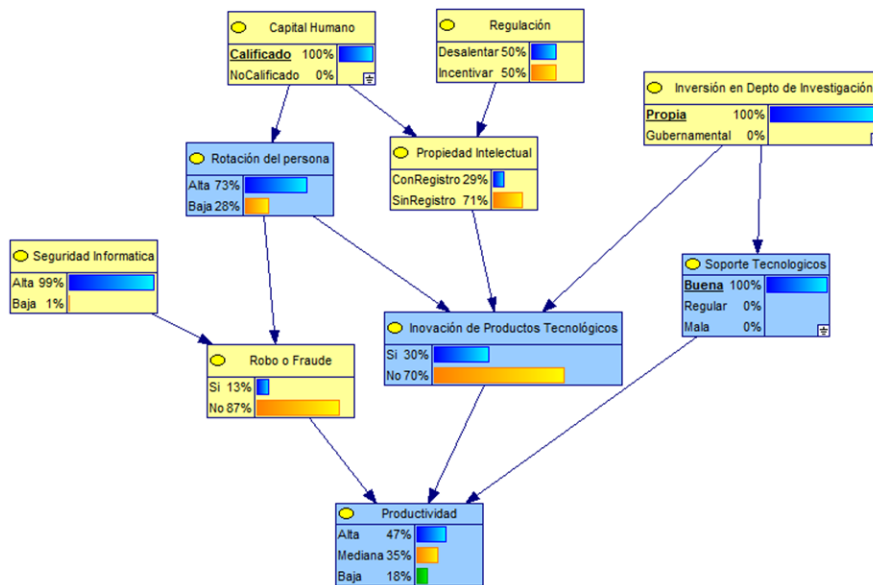 Capital Humano
Calificado 100%
NoCalificado 0%
Regulación
Desalentar 50%
Incentivar 50%
Inversión en Depto de Investigación
Propia 100%
Gubernamental 0%
Rotación del persona
Alta 73%
Baja 28%
Propiedad Intelectual
ConRegistro 29%
SinRegistro 71%
Seguridad Informatica
Alta 99%
Baja 1%
Soporte Tecnologicos
Buena 100%
Regular 0%
Mala 0%
Inovación de Productos Tecnológicos
Si 30%
No 70%
Robo o Fraude
Si 13%
No 87%
Productividad
Alta 47%
Mediana 35%
Baja 18%